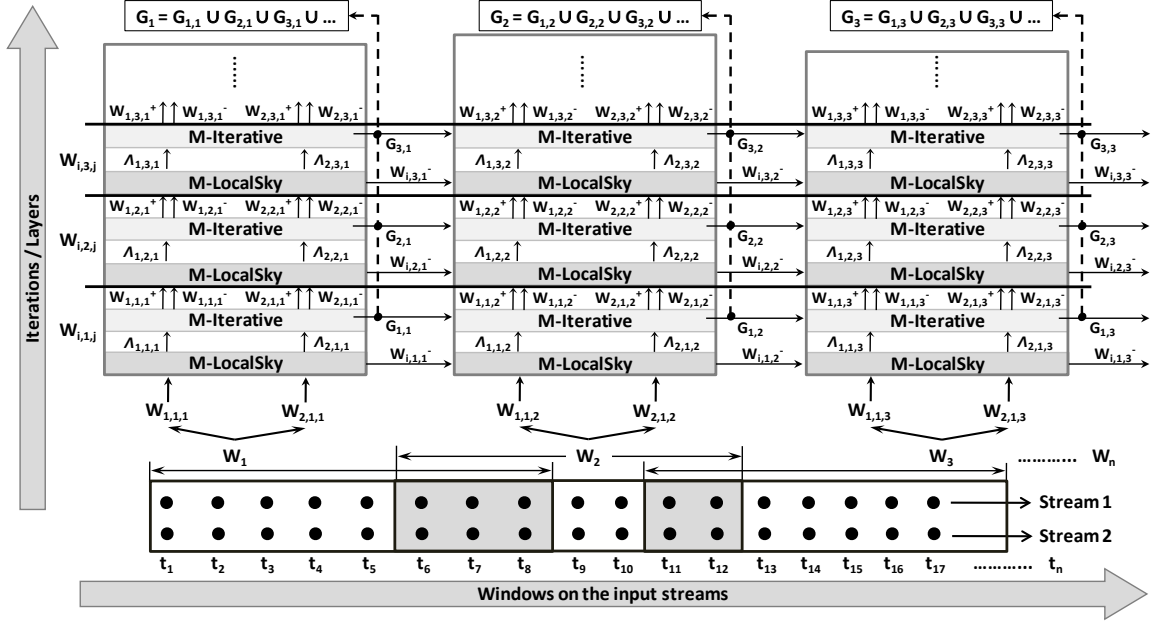 G1 = G1,1 U G2,1 U G3,1 U ...
G2 = G1,2 U G2,2 U G3,2 U ...
G3 = G1,3 U G2,3 U G3,3 U ...
Iterations / Layers
W1,3,1+ W1,3,1- W2,3,1+ W2,3,1-
W1,3,2+ W1,3,2- W2,3,2+ W2,3,2-
W1,3,3+ W1,3,3- W2,3,3+ W2,3,3-
M-Iterative
M-Iterative
M-Iterative
G3,1
G3,2
G3,3
Wi,3,j
Λ1,3,1 Λ2,3,1
Λ1,3,2 Λ2,3,2
Λ1,3,3 Λ2,3,3
M-LocalSky
M-LocalSky
M-LocalSky
Wi,3,1-
Wi,3,2-
Wi,3,3-
W1,2,1+ W1,2,1- W2,2,1+ W2,2,1-
W1,2,2+ W1,2,2- W2,2,2+ W2,2,2-
W1,2,3+ W1,2,3- W2,2,3+ W2,2,3-
M-Iterative
M-Iterative
M-Iterative
G2,1
G2,2
G2,3
Wi,2,j
Λ1,2,1 Λ2,2,1
Λ1,2,2 Λ2,2,2
Λ1,2,3 Λ2,2,3
M-LocalSky
M-LocalSky
M-LocalSky
Wi,2,1-
Wi,2,2-
Wi,2,3-
W1,1,1+ W1,1,1- W2,1,1+ W2,1,1-
W1,1,2+ W1,1,2- W2,1,2+ W2,1,2-
W1,1,3+ W1,1,3- W2,1,3+ W2,1,3-
M-Iterative
M-Iterative
M-Iterative
G1,1
G1,2
G1,3
Wi,1,j
Λ1,1,1 Λ2,1,1
Λ1,1,2 Λ2,1,2
Λ1,1,3 Λ2,1,3
M-LocalSky
M-LocalSky
M-LocalSky
Wi,1,1-
Wi,1,2-
Wi,1,3-
W1,1,1 W2,1,1
W1,1,2 W2,1,2
W1,1,3 W2,1,3
W1 W2 W3 ............. Wn
Stream 1
Stream 2
t1 t2 t3 t4 t5 t6 t7 t8 t9 t10 t11 t12 t13 t14 t15 t16 t17 ............. tn
Windows on the input streams